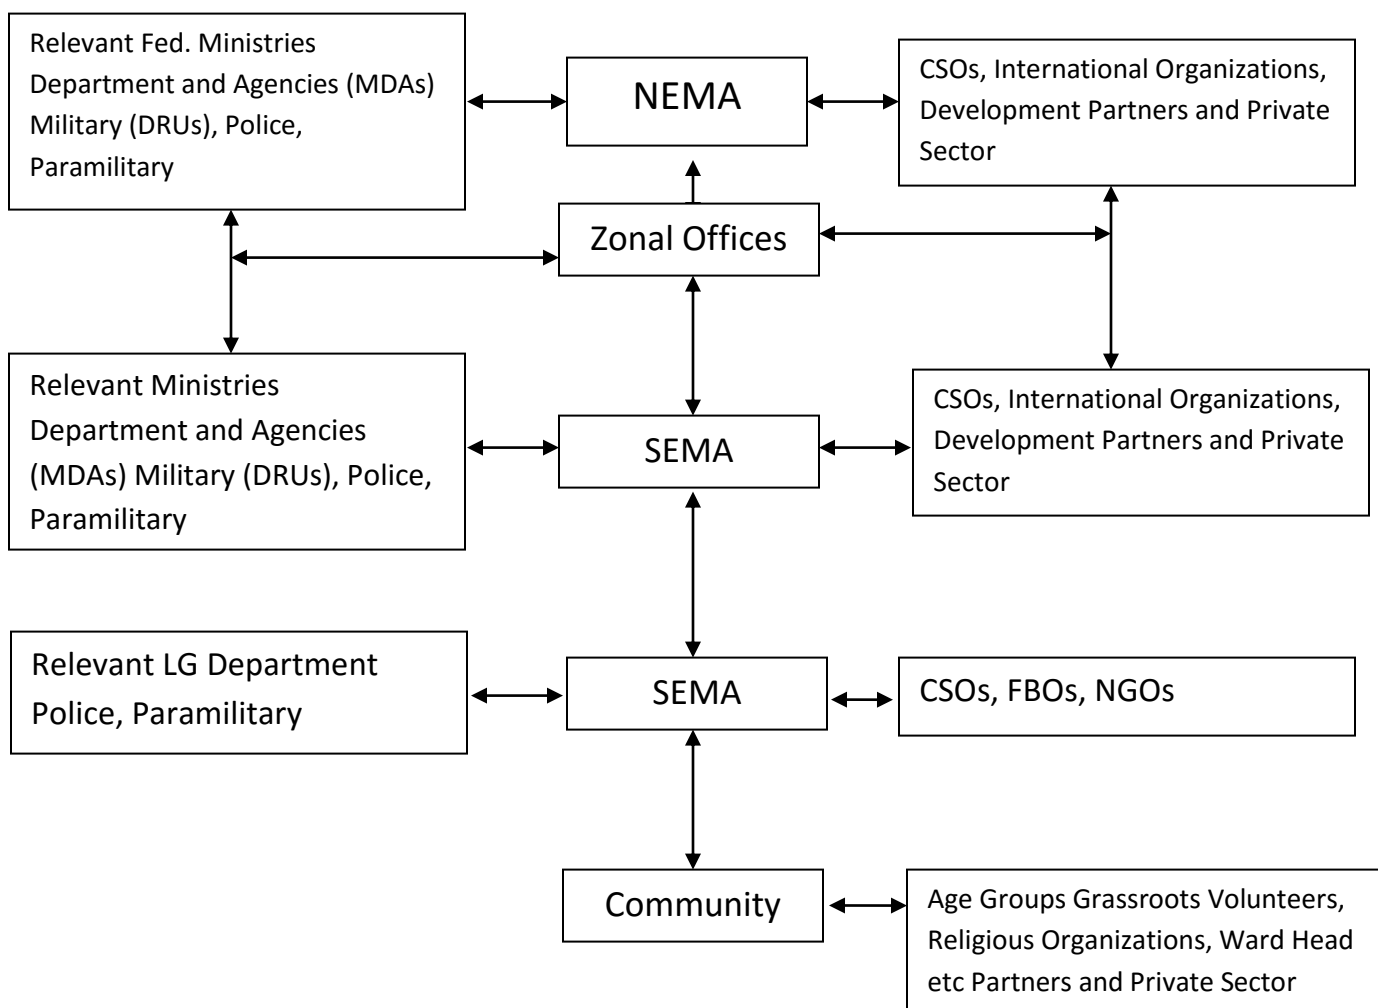 Relevant Fed. Ministries
Department and Agencies (MDAs)
Military (DRUs), Police,
Paramilitary
NEMA
CSOs, International Organizations,
Development Partners and Private
Sector
Zonal Offices
Relevant Ministries
Department and Agencies
(MDAs) Military (DRUs), Police,
Paramilitary
SEMA
CSOs, International Organizations,
Development Partners and Private
Sector
Relevant LG Department
Police, Paramilitary
SEMA
CSOs, FBOs, NGOs
Community
Age Groups Grassroots Volunteers,
Religious Organizations, Ward Head
etc Partners and Private Sector